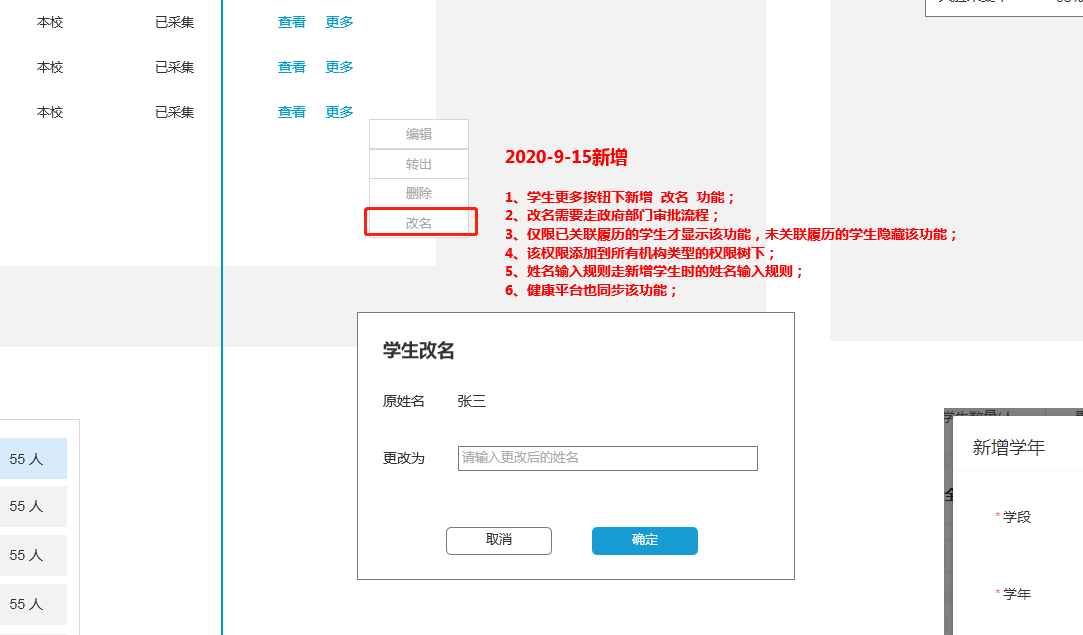 本校 已采集 查看 更多
本校 已采集 查看 更多
本校 已采集 查看 更多
编辑
转出
删除
改名
2020-9-15新增
1、学生更多按钮下新增 改名 功能；
2、改名需要走政府部门审批流程；
3、仅限已关联履历的学生才显示该功能，未关联履历的学生隐藏该功能；
4、该权限添加到所有机构类型的权限树下；
5、姓名输入规则走新增学生时的姓名输入规则；
6、健康平台也同步该功能；
学生改名
原姓名 张三
更改为 请输入更改后的姓名
取消 确定
55 人
55 人
55 人
55 人
新增学年
* 学段
* 学年